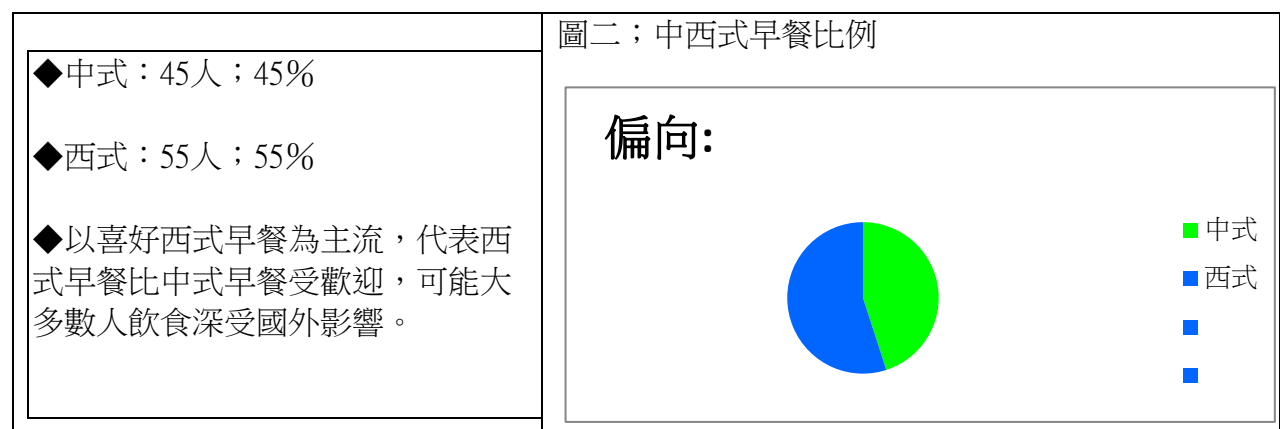 ◆中式：45人；45％
◆西式：55人；55％
◆以喜好西式早餐為主流，代表西
式早餐比中式早餐受歡迎，可能大
多數人飲食深受國外影響。
圖二；中西式早餐比例
偏向:
中式
西式